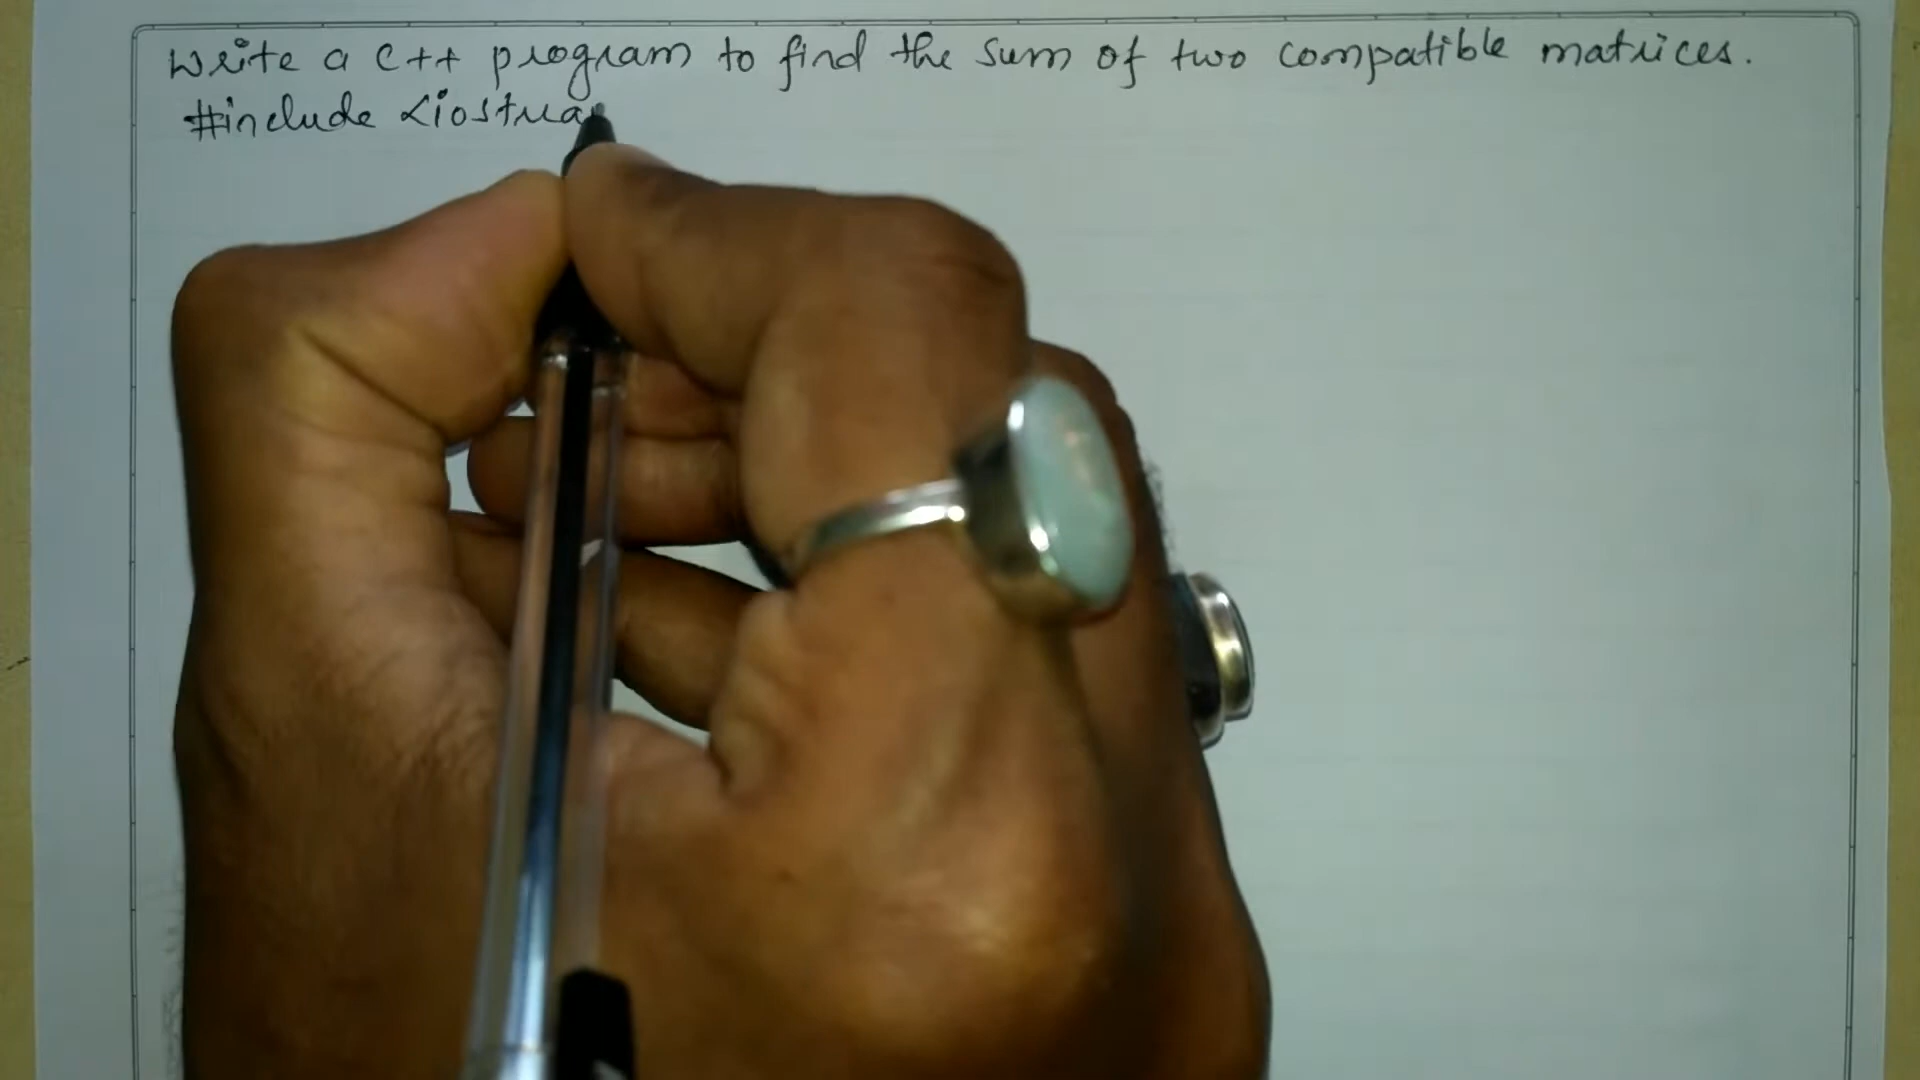 Write a C++ program to find the sum of two compatible matrices.
#include <iostrea